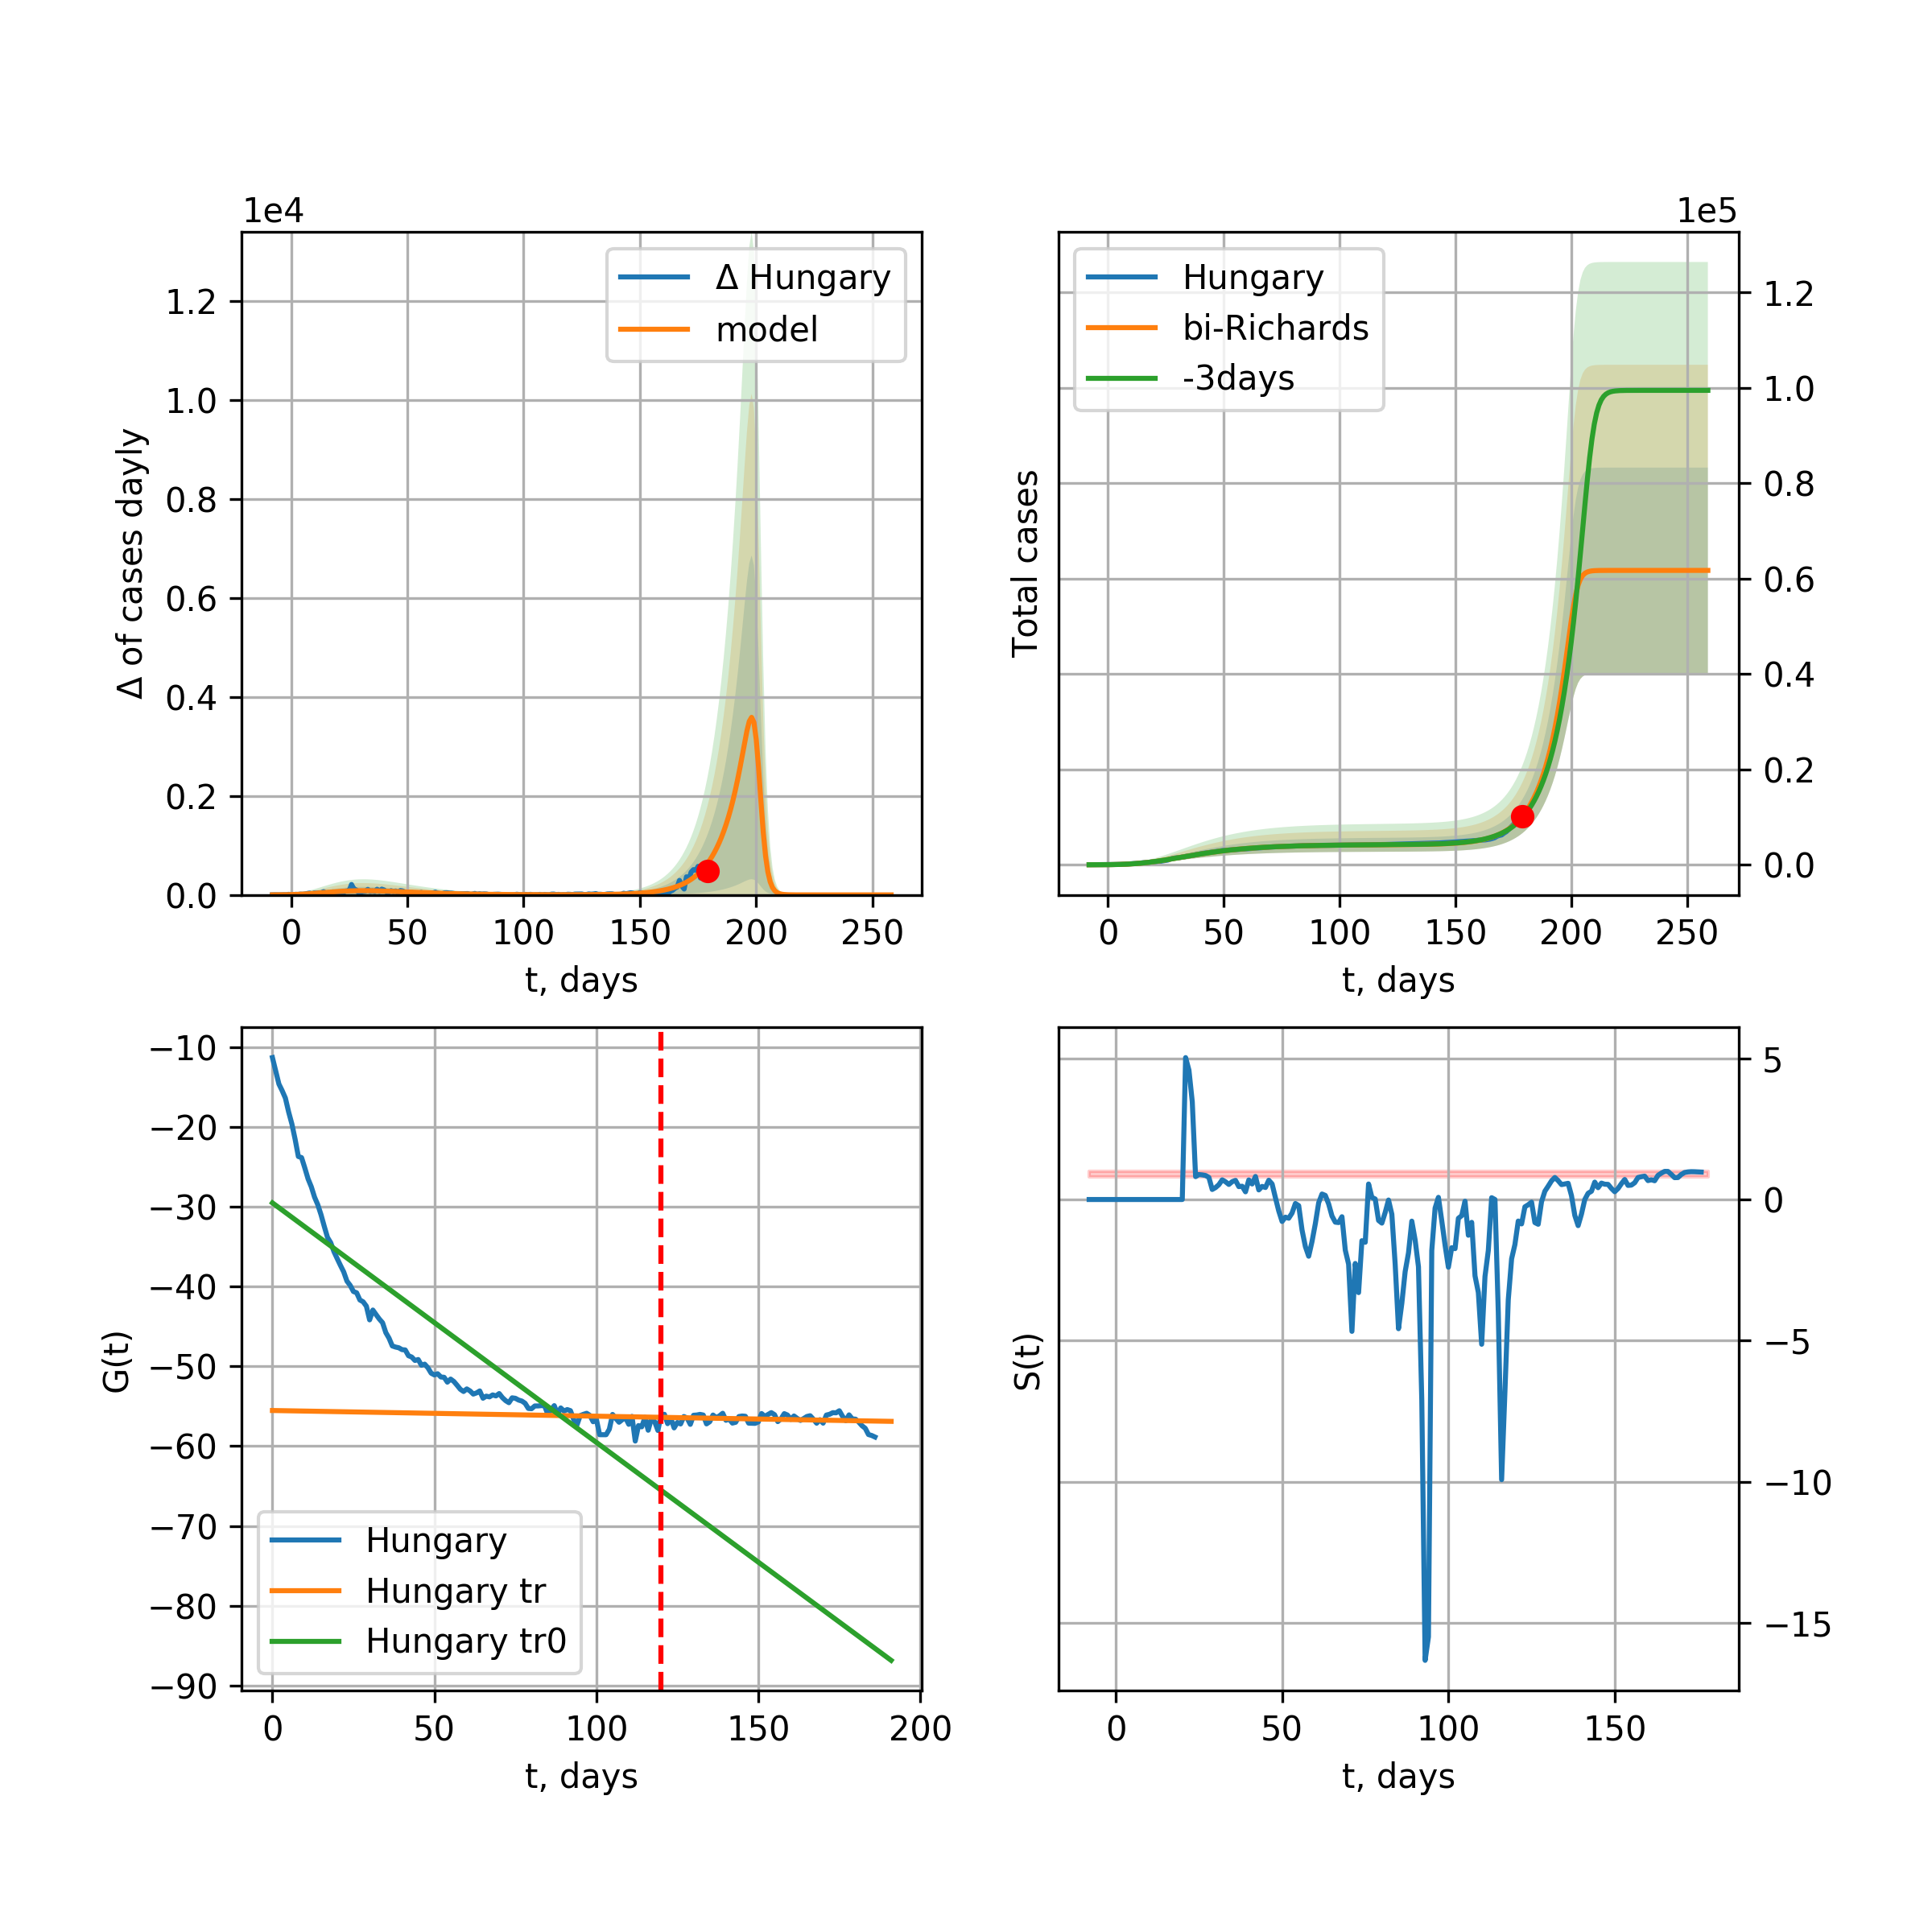 1e4
Δ of cases dayly
1.2
1.0
0.8
0.6
0.4
0.2
0.0
Δ Hungary
model
0 50 100 150 200 250
t, days
1e5
Total cases
Hungary
bi-Richards
-3days
1.2
1.0
0.8
0.6
0.4
0.2
0.0
0 50 100 150 200 250
t, days
G(t)
−10
−20
−30
−40
−50
−60
−70
−80
−90
Hungary
Hungary tr
Hungary tr0
0 50 100 150 200
t, days
S(t)
5
0
−5
−10
−15
0 50 100 150
t, days